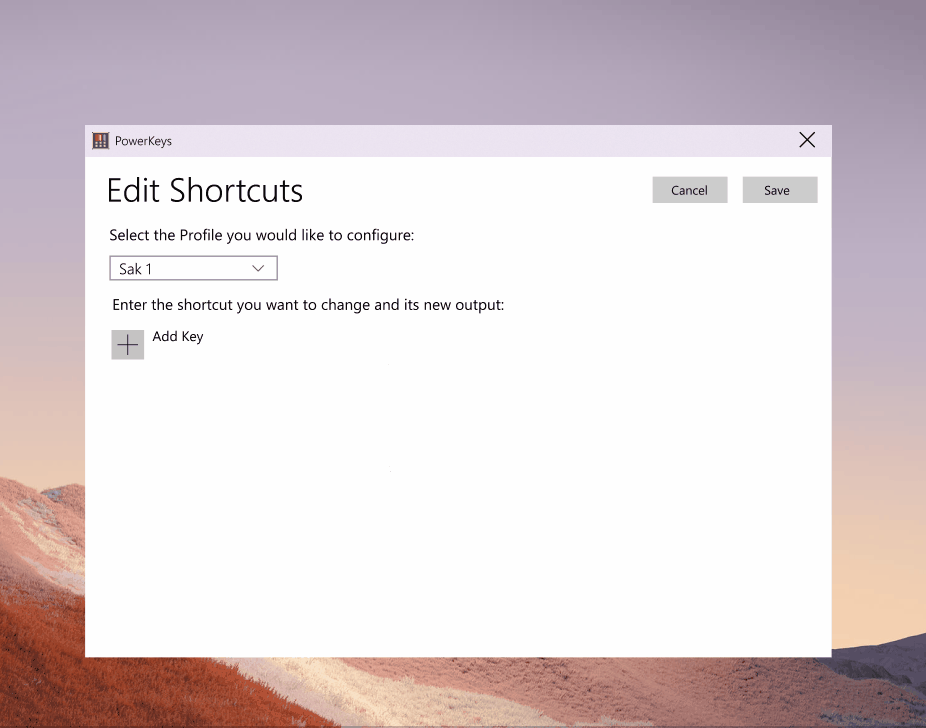 PowerKeys
Edit Shortcuts
Cancel
Save
Select the Profile you would like to configure:
Sak 1
Enter the shortcut you want to change and its new output:
Add Key